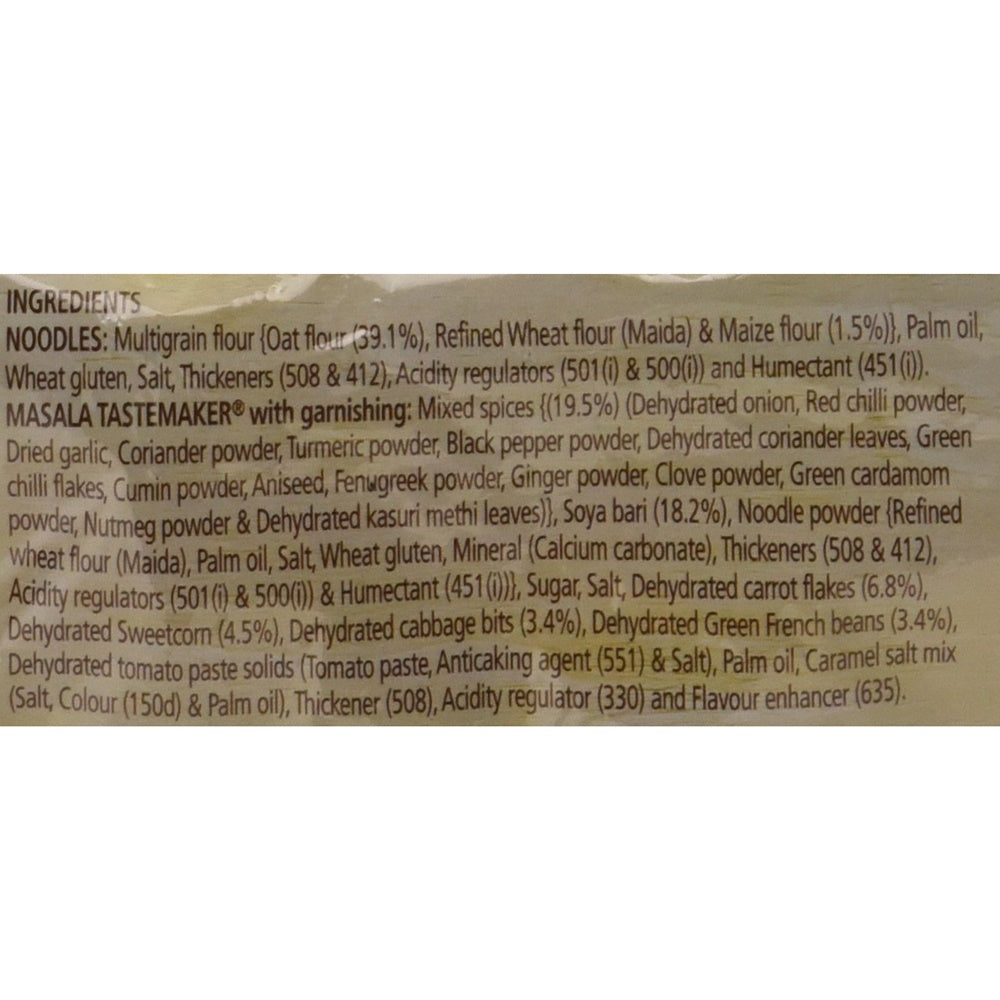 INGREDIENTS
NOODLES: Multigrain flour {Oat flour (39.1%), Refined Wheat flour (Maida) & Maize flour (1.5%)}, Palm oil,
Wheat gluten, Salt, Thickeners (508 & 412), Acidity regulators (501(i) & 500(i)) and Humectant (451(i)).
MASALA TASTEMAKER® with garnishing: Mixed spices {(19.5%) (Dehydrated onion, Red chilli powder,
Dried garlic, Coriander powder, Turmeric powder, Black pepper powder, Dehydrated coriander leaves, Green
chilli flakes, Cumin powder, Aniseed, Fenugreek powder, Ginger powder, Clove powder, Green cardamom
powder, Nutmeg powder & Dehydrated kasuri methi leaves)}, Soya bari (18.2%), Noodle powder {Refined
wheat flour (Maida), Palm oil, Salt, Wheat gluten, Mineral (Calcium carbonate), Thickeners (508 & 412),
Acidity regulators (501(i) & 500(i)) & Humectant (451(i))}, Sugar, Salt, Dehydrated carrot flakes (6.8%),
Dehydrated Sweetcorn (4.5%), Dehydrated cabbage bits (3.4%), Dehydrated Green French beans (3.4%),
Dehydrated tomato paste solids (Tomato paste, Anticaking agent (551) & Salt), Palm oil, Caramel salt mix
(Salt, Colour (150d) & Palm oil), Thickener (508), Acidity regulator (330) and Flavour enhancer (635).